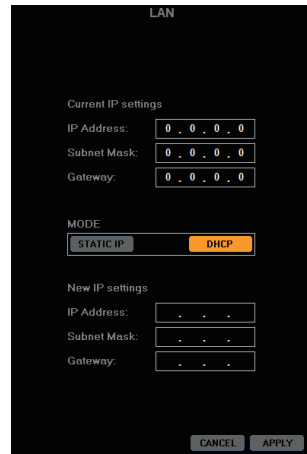 LAN
Current IP settings
IP Address: 0 . 0 . 0 . 0
Subnet Mask: 0 . 0 . 0 . 0
Gateway: 0 . 0 . 0 . 0
MODE
STATIC IP DHCP
New IP settings
IP Address: . . .
Subnet Mask: . . .
Gateway: . . .
CANCEL APPLY